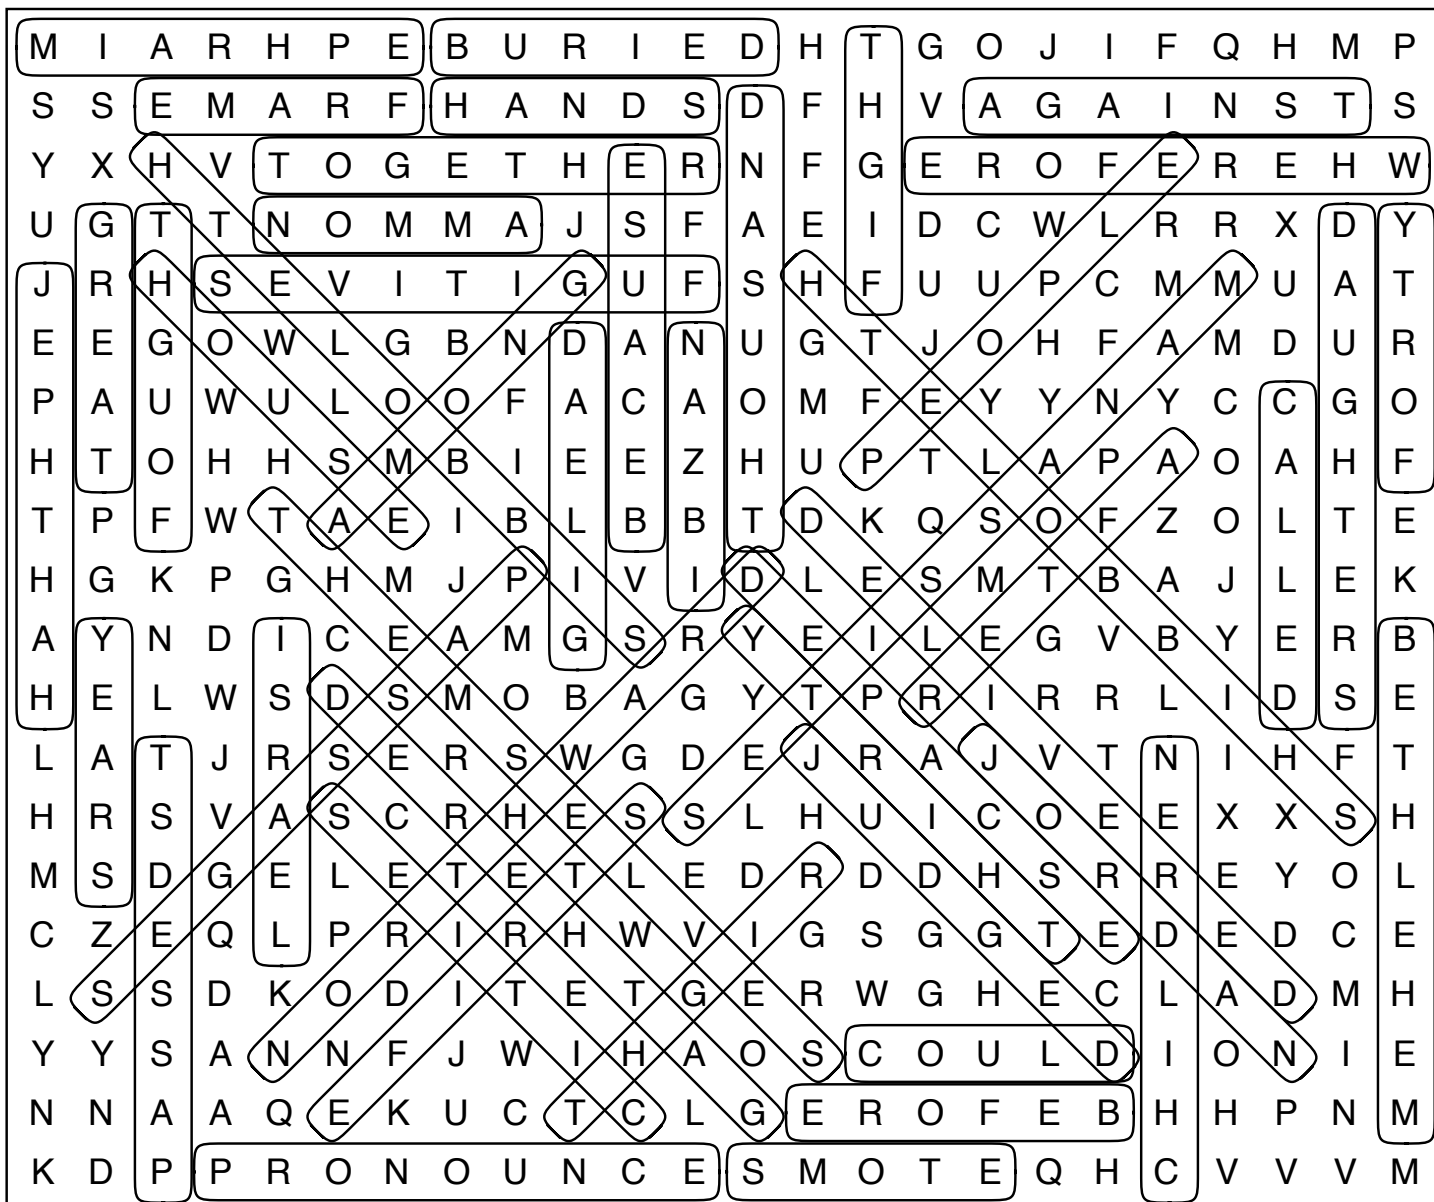 M I A R H P E B U R I E D H T G O J I F Q H M P
S S E M A R F H A N D S D F H V A G A I N S T S
Y X H V T O G E T H E R N F G E R O F E R E H W
U G T T N O M M A J S F A E I D C W L R R X D Y
J R H S E V I T I G U F S H F U U P C M M U A T
E E G O W L G B N D A N U G T J O H F A M D U R
P A U W U L O O F A C A O M F E Y Y N Y C C G O
H T O H H S M B I E E Z H U P T L A P A O A H F
T P F W T A E I B L B B T D K Q S O F Z O L T E
H G K P G H M J P I V I D L E S M T B A J L E K
A Y N D I C E A M G S R Y E I L E G V B Y E R B
H E L W S D S M O B A G Y T P R I R R L I D S E
L A T J R S E R S W G D E J R A J V T N I H F T
H R S V A S C R H E S S L H U I C O E E X X S H
M S D G E L E T E T L E D R D D H S R R E Y O L
C Z E Q L P R I R H W V I G S G G T E D E D C E
L S S D K O D I T E T G E R W G H E C L A D M H
Y Y S A N N F J W I H A O S C O U L D I O N I E
N N A A Q E K U C T C L G E R O F E B H H P N M
K D P P R O N O U N C E S M O T E Q H C V V V M